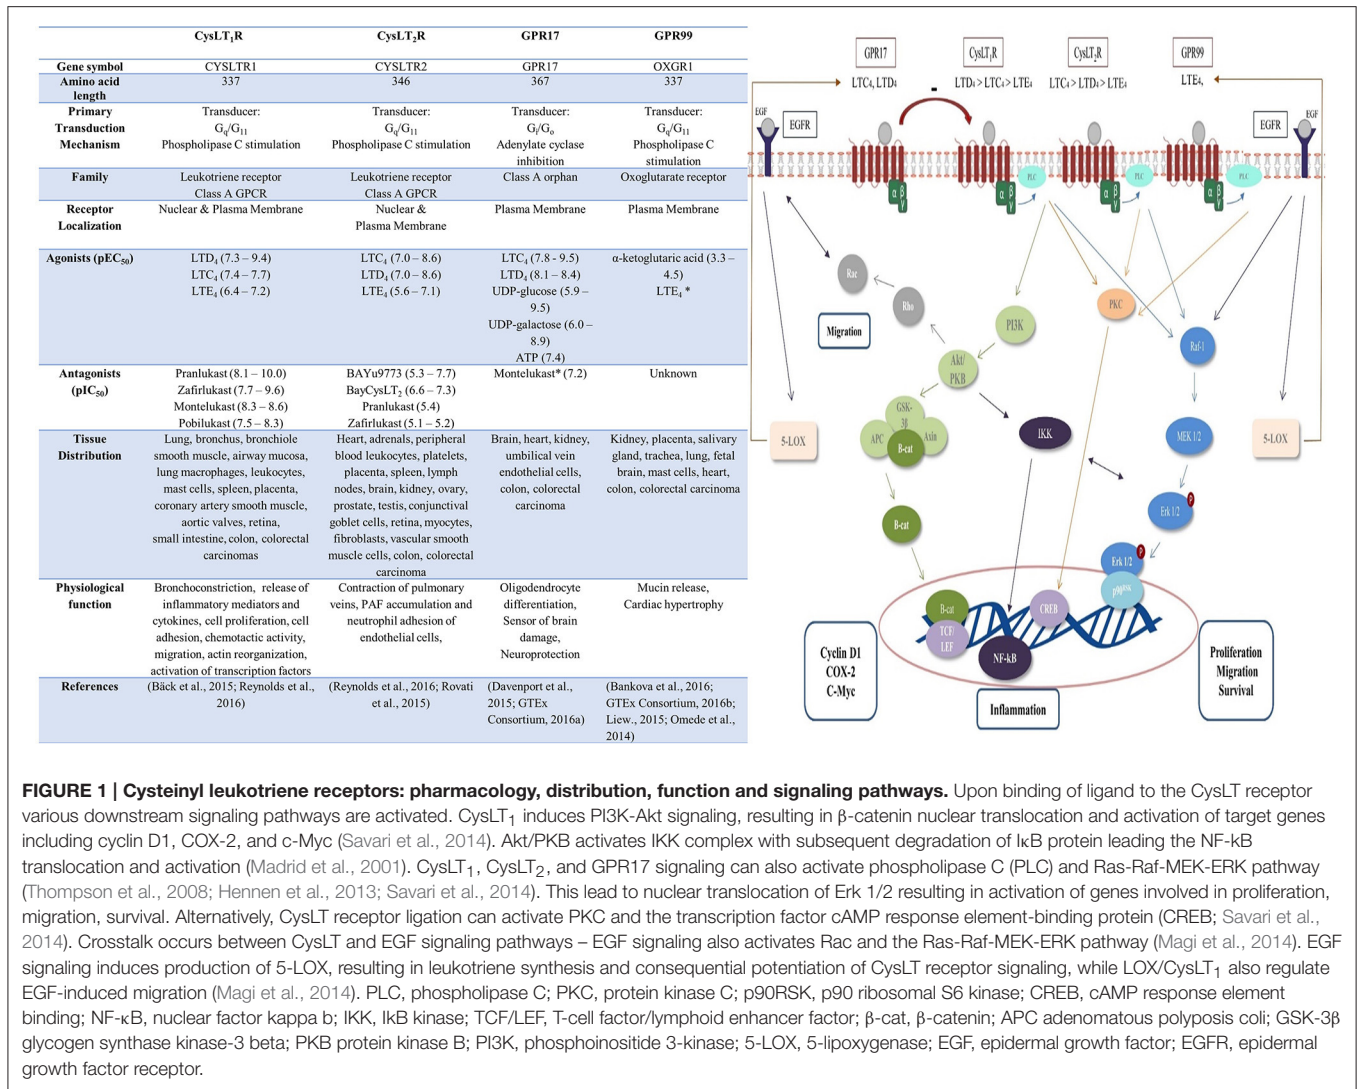 CysLT₁R CysLT₂R GPR17 GPR99
Gene symbol CYSLTR1 CYSLTR2 GPR17 OXGR1
Amino acid length 337 346 367 337
Primary Transduction Mechanism
Transducer:
Gq/G₁₁
Phospholipase C stimulation
Transducer:
Gq/G₁₁
Phospholipase C stimulation
Transducer:
Gi/Go
Adenylate cyclase
inhibition
Transducer:
Gq/G₁₁
Phospholipase C
stimulation
Family
Leukotriene receptor
Class A GPCR
Leukotriene receptor
Class A GPCR
Class A orphan
Oxoglutarate receptor
Receptor
Localization
Nuclear & Plasma Membrane
Nuclear &
Plasma Membrane
Plasma Membrane
Plasma Membrane
Agonists (pEC₅₀)
LTD₄ (7.3 – 9.4)
LTC₄ (7.4 – 7.7)
LTE₄ (6.4 – 7.2)
LTC₄ (7.0 – 8.6)
LTD₄ (7.0 – 8.6)
LTE₄ (5.6 – 7.1)
LTC₄ (7.8 - 9.5)
LTD₄ (8.1 – 8.4)
UDP-glucose (5.9 –
9.5)
UDP-galactose (6.0 –
8.9)
ATP (7.4)
α-ketoglutaric acid (3.3 –
4.5)
LTE₄ *
Antagonists
(pIC₅₀)
Pranlukast (8.1 – 10.0)
Zafirlukast (7.7 – 9.6)
Montelukast (8.3 – 8.6)
Pobilukast (7.5 – 8.3)
BAYu9773 (5.3 – 7.7)
BayCysLT₂ (6.6 – 7.3)
Pranlukast (5.4)
Zafirlukast (5.1 – 5.2)
Montelukast* (7.2)
Unknown
Tissue
Distribution
Lung, bronchus, bronchiole
smooth muscle, airway mucosa,
lung macrophages, leukocytes,
mast cells, spleen, placenta,
coronary artery smooth muscle,
aortic valves, retina,
small intestine, colon, colorectal
carcinomas
Heart, adrenals, peripheral
blood leukocytes, platelets,
placenta, spleen, lymph
nodes, brain, kidney, ovary,
prostate, testis, conjunctival
goblet cells, retina, myocytes,
fibroblasts, vascular smooth
muscle cells, colon, colorectal
carcinoma
Brain, heart, kidney,
umbilical vein
endothelial cells,
colon, colorectal
carcinoma
Kidney, placenta, salivary
gland, trachea, lung, fetal
brain, mast cells, heart,
colon, colorectal carcinoma
Physiological
function
Bronchoconstriction, release of
inflammatory mediators and
cytokines, cell proliferation, cell
adhesion, chemotactic activity,
migration, actin reorganization,
activation of transcription factors
Contraction of pulmonary
veins, PAF accumulation and
neutrophil adhesion of
endothelial cells,
Oligodendrocyte
differentiation,
Sensor of brain
damage,
Neuroprotection
Mucin release,
Cardiac hypertrophy
References
(Bäck et al., 2015; Reynolds et al.,
2016)
(Reynolds et al., 2016; Rovati
et al., 2015)
(Davenport et al.,
2015; GTEx
Consortium, 2016a)
(Bankova et al., 2016;
GTEx Consortium, 2016b;
Liew., 2015; Omede et al.,
2014)
GPR17
LTC₄, LTD₄
CysLT₁R
LTD₄ > LTC₄ > LTE₄
CysLT₂R
LTC₄ > LTD₄ > LTE₄
GPR99
LTE₄,
-
EGF
EGFR
EGFR
EGF
PLC
PLC
PLC
α β γ
α β γ
α β γ
Rac
Rho
Migration
PI3K
PKC
Raf-1
Akt/
PKB
GSK-
3β
APC
Axin
B-cat
IKK
MEK 1/2
5-LOX
5-LOX
B-cat
Erk 1/2
P
Erk 1/2
P
p90RSK
B-cat
TCF/
LEF
NF-kB
CREB
Cyclin D1
COX-2
C-Myc
Inflammation
Proliferation
Migration
Survival
FIGURE 1 | Cysteinyl leukotriene receptors: pharmacology, distribution, function and signaling pathways. Upon binding of ligand to the CysLT receptor
various downstream signaling pathways are activated. CysLT₁ induces PI3K-Akt signaling, resulting in β-catenin nuclear translocation and activation of target genes
including cyclin D1, COX-2, and c-Myc (Savari et al., 2014). Akt/PKB activates IKK complex with subsequent degradation of IκB protein leading the NF-kB
translocation and activation (Madrid et al., 2001). CysLT₁, CysLT₂, and GPR17 signaling can also activate phospholipase C (PLC) and Ras-Raf-MEK-ERK pathway
(Thompson et al., 2008; Hennen et al., 2013; Savari et al., 2014). This lead to nuclear translocation of Erk 1/2 resulting in activation of genes involved in proliferation,
migration, survival. Alternatively, CysLT receptor ligation can activate PKC and the transcription factor cAMP response element-binding protein (CREB; Savari et al.,
2014). Crosstalk occurs between CysLT and EGF signaling pathways – EGF signaling also activates Rac and the Ras-Raf-MEK-ERK pathway (Magi et al., 2014). EGF
signaling induces production of 5-LOX, resulting in leukotriene synthesis and consequential potentiation of CysLT receptor signaling, while LOX/CysLT₁ also regulate
EGF-induced migration (Magi et al., 2014). PLC, phospholipase C; PKC, protein kinase C; p90RSK, p90 ribosomal S6 kinase; CREB, cAMP response element
binding; NF-κB, nuclear factor kappa b; IKK, IkB kinase; TCF/LEF, T-cell factor/lymphoid enhancer factor; β-cat, β-catenin; APC adenomatous polyposis coli; GSK-3β
glycogen synthase kinase-3 beta; PKB protein kinase B; PI3K, phosphoinositide 3-kinase; 5-LOX, 5-lipoxygenase; EGF, epidermal growth factor; EGFR, epidermal
growth factor receptor.